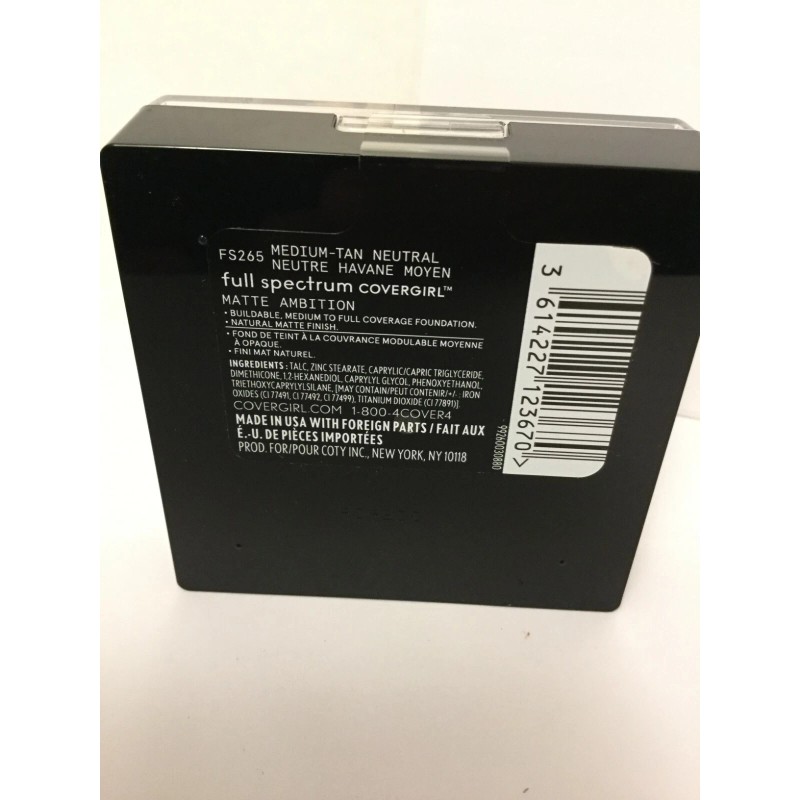 FS265 MEDIUM-TAN NEUTRAL
NEUTRE HAVANE MOYEN
full spectrum COVERGIRL™
MATTE AMBITION
• BUILDABLE, MEDIUM TO FULL COVERAGE FOUNDATION.
• NATURAL MATTE FINISH.
• FOND DE TEINT À LA COUVRANCE MODULABLE MOYENNE
À OPAQUE.
• FINI MAT NATUREL.
INGREDIENTS: TALC, ZINC STEARATE, CAPRYLIC/CAPRIC TRIGLYCERIDE,
DIMETHICONE, 1,2-HEXANEDIOL, CAPRYLYL GLYCOL, PHENOXYETHANOL,
TRIETHOXYCAPRYLYLSILANE, [MAY CONTAIN/PEUT CONTENIR/+/-: IRON
OXIDES (CI 77491, CI 77492, CI 77499), TITANIUM DIOXIDE (CI 77891)].
COVERGIRL.COM 1-800-4COVER4
MADE IN USA WITH FOREIGN PARTS / FAIT AUX
É.-U. DE PIÈCES IMPORTÉES
PROD. FOR/POUR COTY INC., NEW YORK, NY 10118
3 614227 123670 >
99260030880